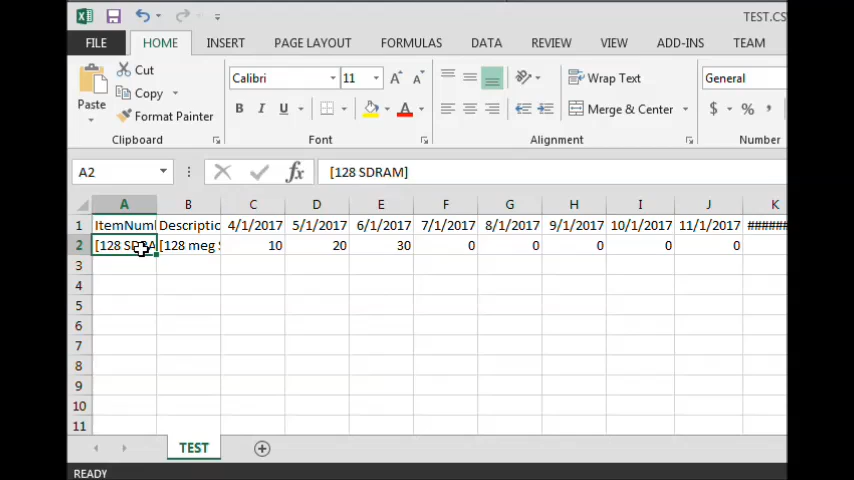 TEST.CS
FILE HOME INSERT PAGE LAYOUT FORMULAS DATA REVIEW VIEW ADD-INS TEAM
Cut
Copy
Format Painter
Paste
Clipboard
Calibri 11
B I U
Font
Wrap Text
Merge & Center
Alignment
General
$ % ,
Number
A2 fx [128 SDRAM]
A B C D E F G H I J K
1 ItemNuml Descriptic 4/1/2017 5/1/2017 6/1/2017 7/1/2017 8/1/2017 9/1/2017 10/1/2017 11/1/2017 ######
2 [128 SDRA [128 meg S 10 20 30 0 0 0 0 0
3
4
5
6
7
8
9
10
11
TEST
READY